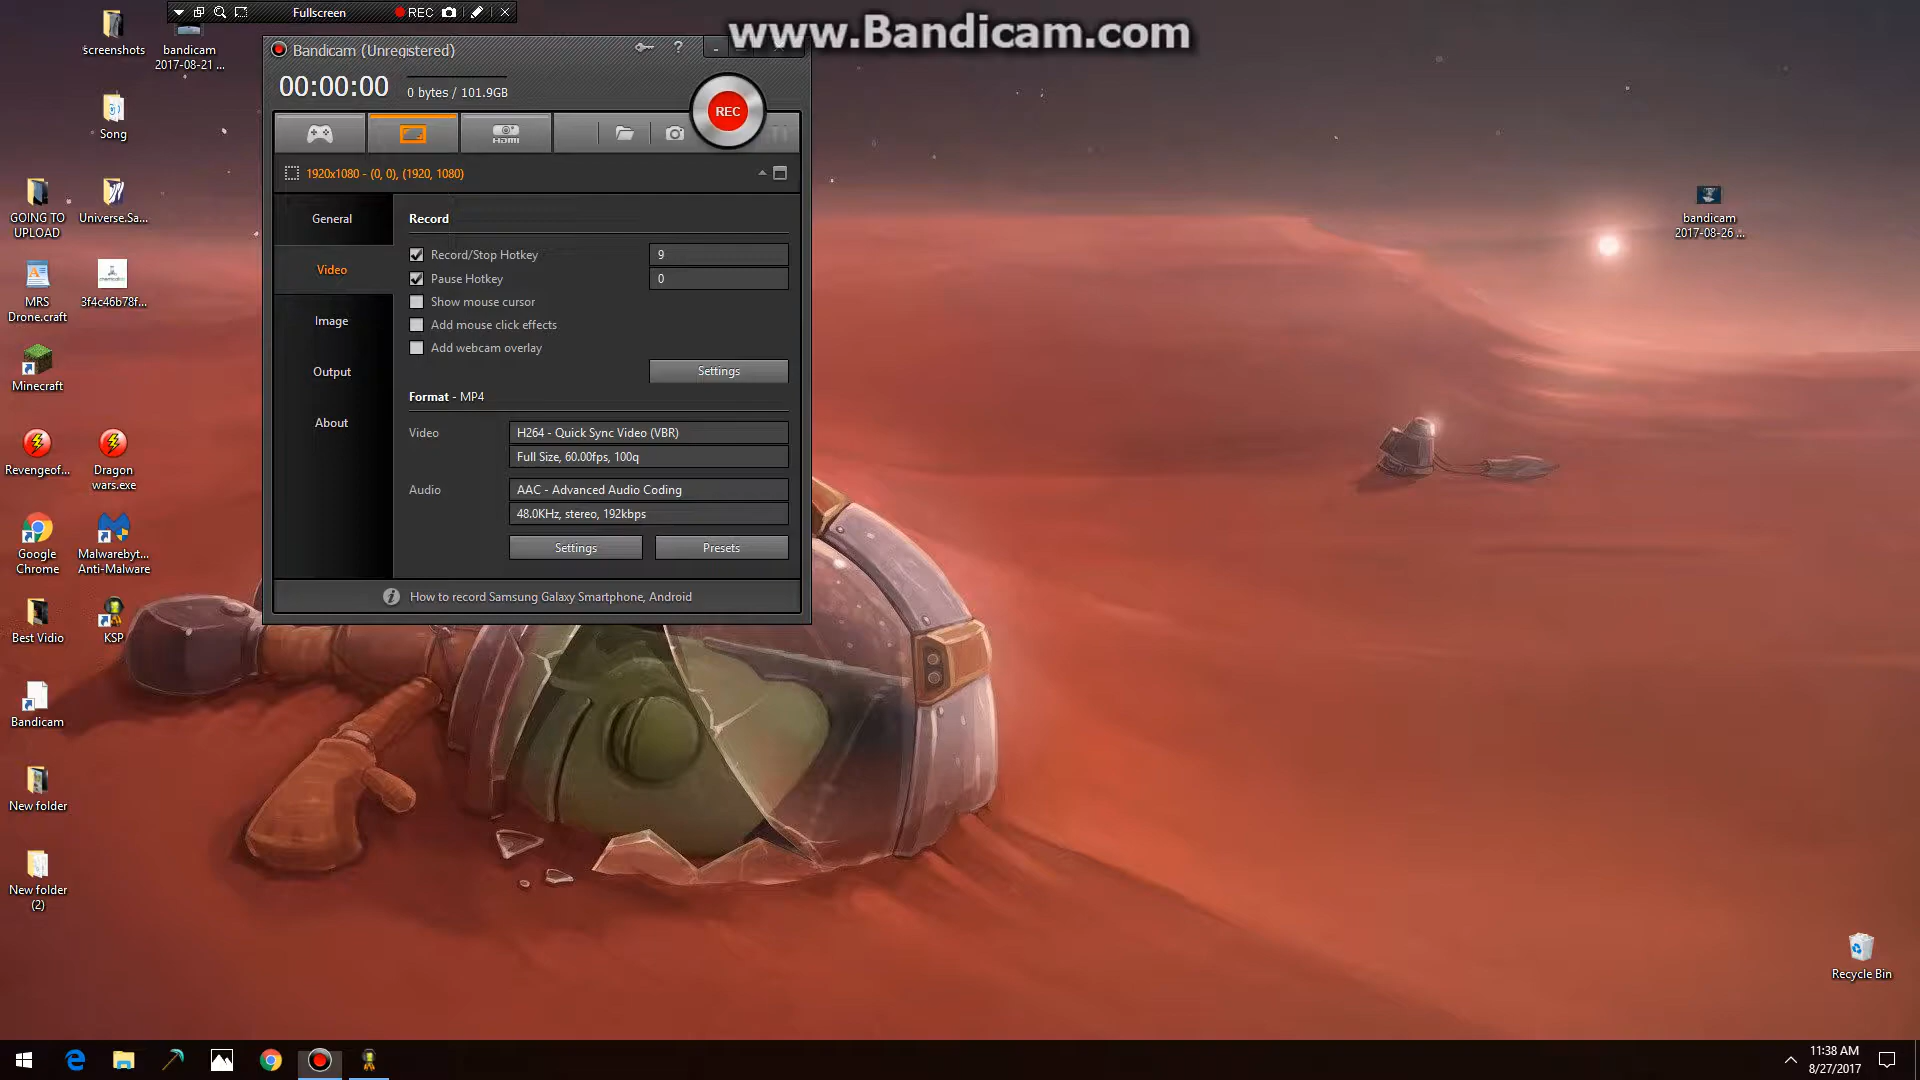 Fullscreen
REC
www.Bandicam.com
screenshots
bandicam
2017-08-21 ...
Bandicam (Unregistered)
?
00:00:00
0 bytes / 101.9GB
REC
HDMI
Song
1920x1080 - (0, 0), (1920, 1080)
GOING TO
UPLOAD
Universe.Sa...
bandicam
2017-08-26 ...
General
Video
Image
Output
About
Record
Record/Stop Hotkey
9
Pause Hotkey
0
Show mouse cursor
Add mouse click effects
Add webcam overlay
Settings
Format - MP4
Video
H264 - Quick Sync Video (VBR)
Full Size, 60.00fps, 100q
Audio
AAC - Advanced Audio Coding
48.0KHz, stereo, 192kbps
Settings
Presets
How to record Samsung Galaxy Smartphone, Android
MRS
Drone.craft
3f4c46b78f...
Minecraft
Revengeof...
Dragon
wars.exe
Google
Chrome
Malwarebyt...
Anti-Malware
Best Vidio
KSP
Bandicam
New folder
New folder
(2)
Recycle Bin
11:38 AM
8/27/2017